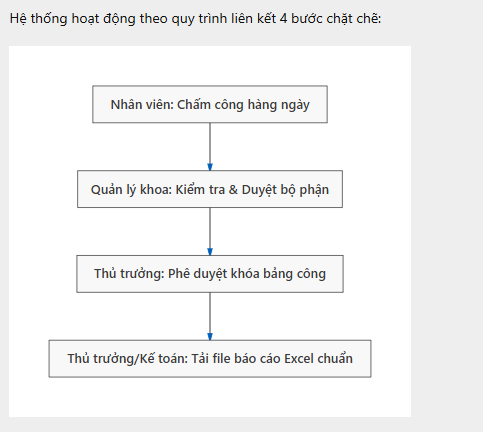 Hệ thống hoạt động theo quy trình liên kết 4 bước chặt chẽ:
Nhân viên: Chấm công hàng ngày
Quản lý khoa: Kiểm tra & Duyệt bộ phận
Thủ trưởng: Phê duyệt khóa bảng công
Thủ trưởng/Kế toán: Tải file báo cáo Excel chuẩn